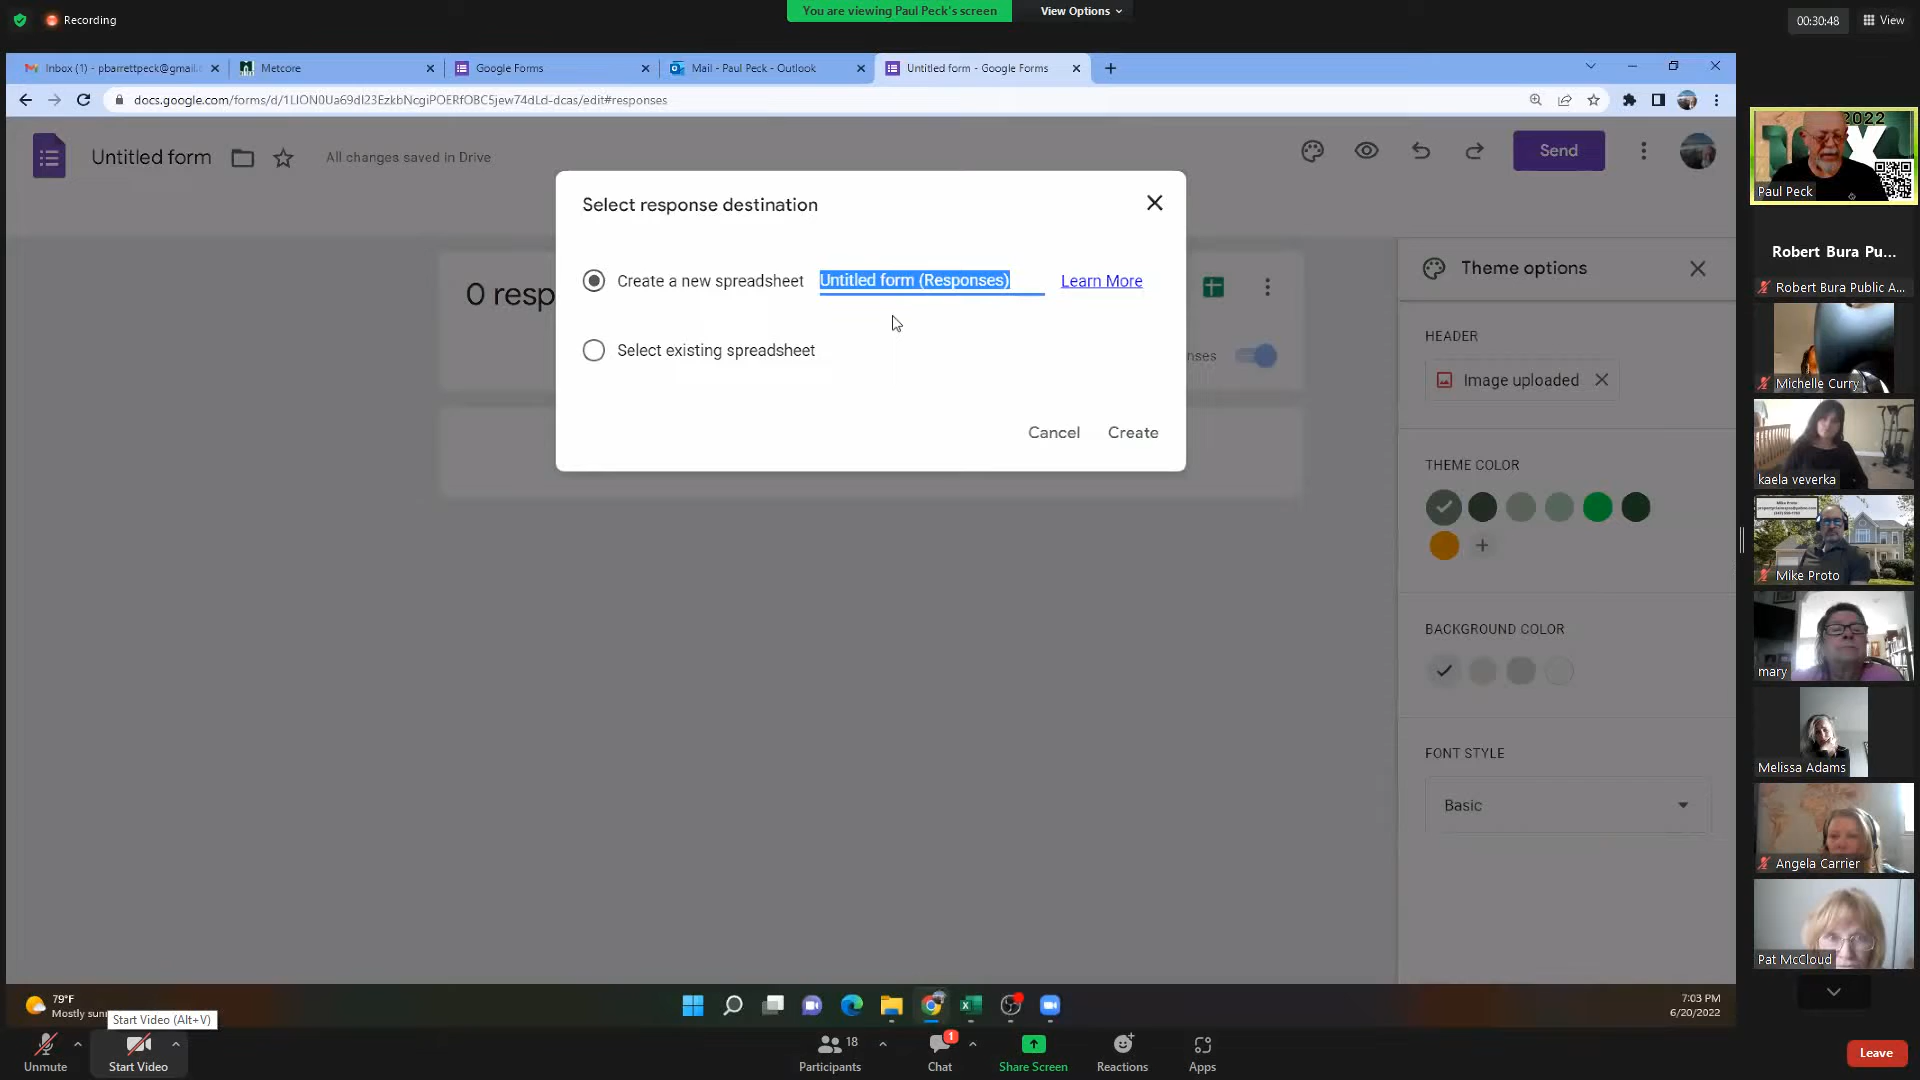 Recording
You are viewing Paul Peck's screen
View Options
00:30:48
View
Inbox (1) - pbarrettpeck@gmail.c
Metcore
Google Forms
Mail - Paul Peck - Outlook
Untitled form - Google Forms
docs.google.com/forms/d/1LION0Ua69dI23EzkbNcgiPOERfOBC5jew74dLd-dcas/edit#responses
Untitled form
All changes saved in Drive
Send
Select response destination
Create a new spreadsheet
Untitled form (Responses)
Learn More
Select existing spreadsheet
Cancel
Create
0 resp
nses
Theme options
HEADER
Image uploaded
THEME COLOR
BACKGROUND COLOR
FONT STYLE
Basic
2022
Paul Peck
Robert Bura Pu...
Robert Bura Public A...
Michelle Curry
kaela veverka
Mike Proto
Mike Proto
mary
Melissa Adams
Angela Carrier
Pat McCloud
79°F
Mostly sunn
Start Video (Alt+V)
7:03 PM
6/20/2022
Unmute
Start Video
18
Participants
1
Chat
Share Screen
Reactions
Apps
Leave